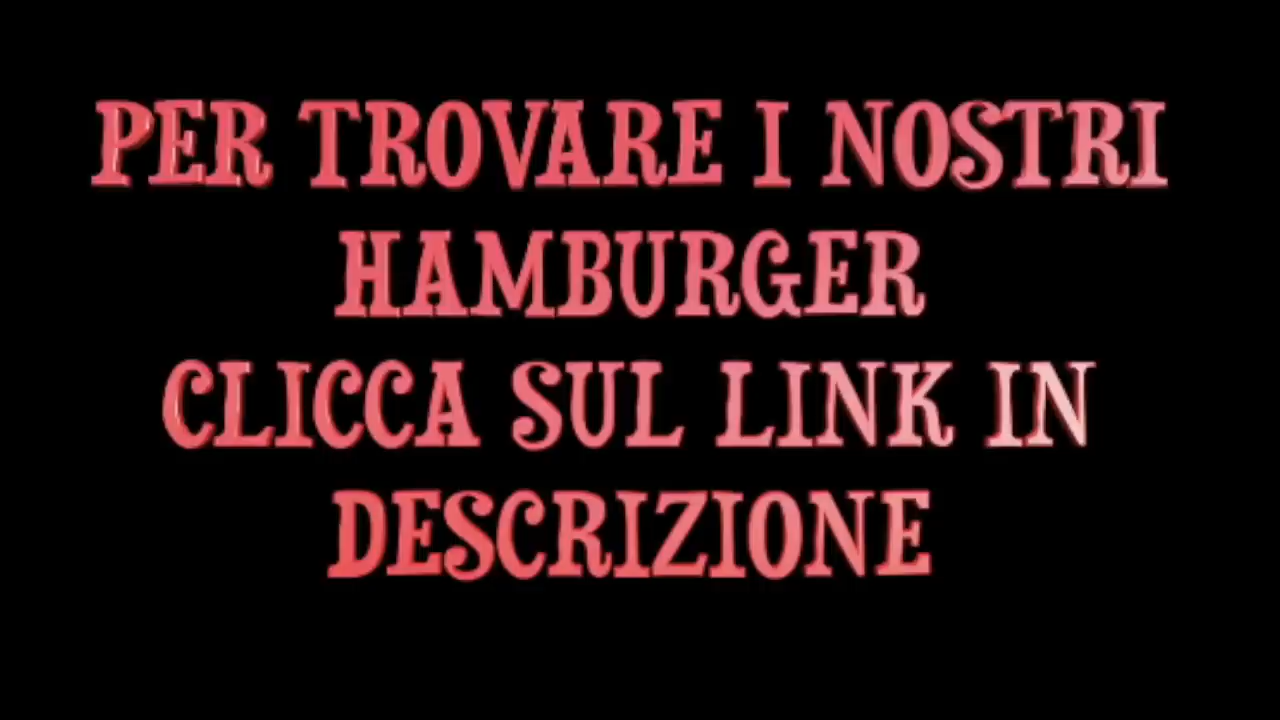 PER TROVARE I NOSTRI
HAMBURGER
CLICCA SUL LINK IN
DESCRIZIONE